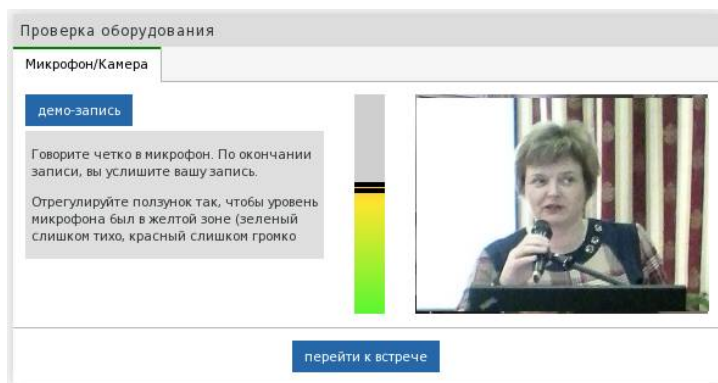 Проверка оборудования
Микрофон/Камера
демо-запись
Говорите четко в микрофон. По окончании
записи, вы услишите вашу запись.
Отрегулируйте ползунок так, чтобы уровень
микрофона был в желтой зоне (зеленый
слишком тихо, красный слишком громко
перейти к встрече